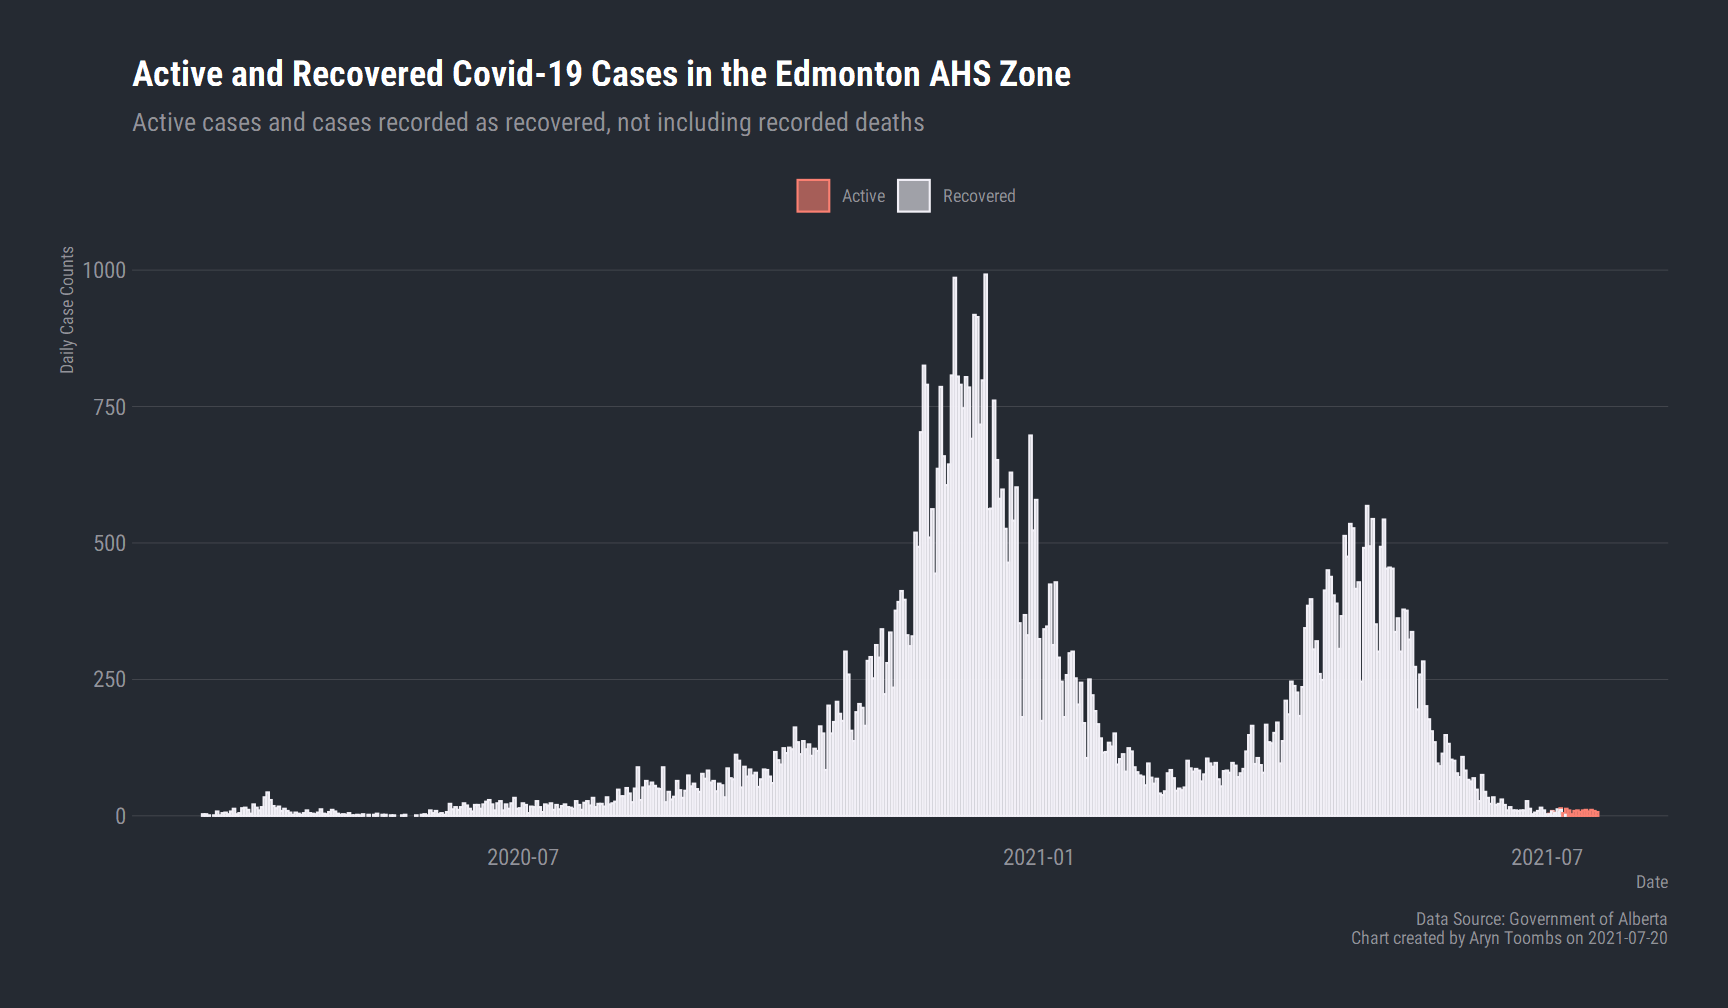 Active and Recovered Covid-19 Cases in the Edmonton AHS Zone
Active cases and cases recorded as recovered, not including recorded deaths
Active
Recovered
Daily Case Counts
1000
750
500
250
0
2020-07
2021-01
2021-07
Date
Data Source: Government of Alberta
Chart created by Aryn Toombs on 2021-07-20